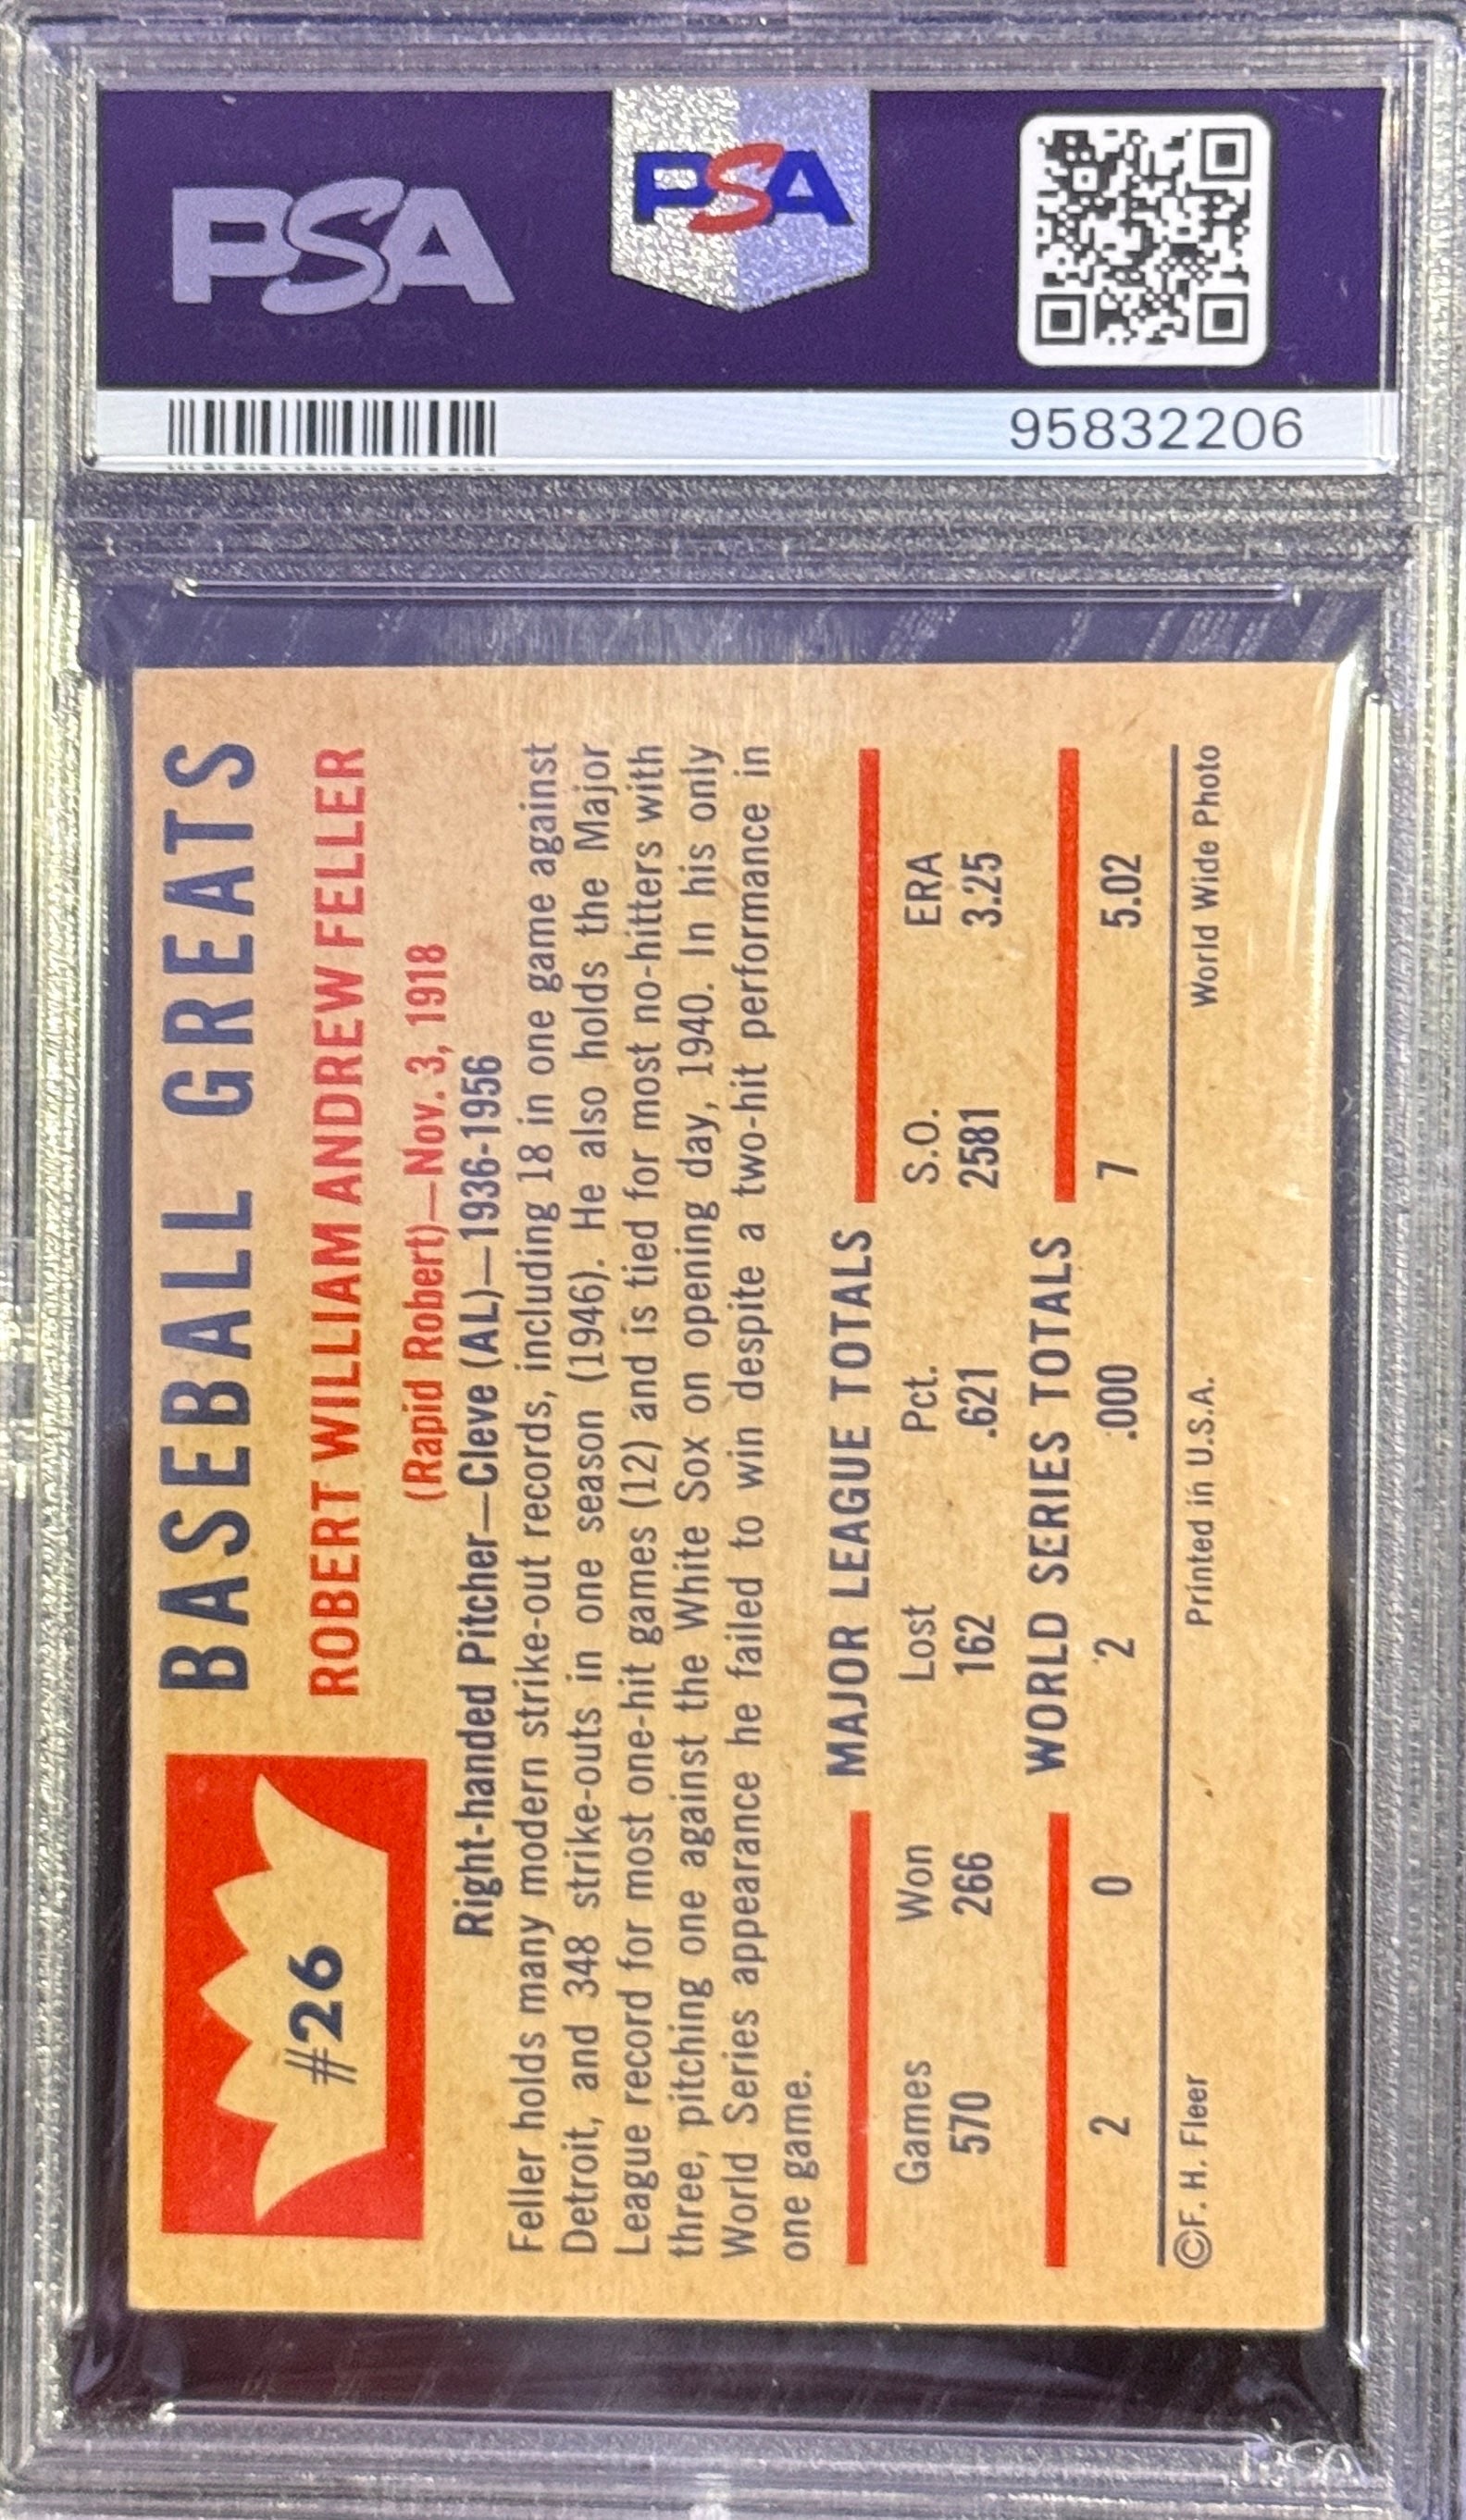 PSA
PSA
95832206
#26
BASEBALL GREATS
ROBERT WILLIAM ANDREW FELLER
(Rapid Robert)—Nov. 3, 1918
Right-handed Pitcher—Cleve (AL)—1936-1956
Feller holds many modern strike-out records, including 18 in one game against
Detroit, and 348 strike-outs in one season (1946). He also holds the Major
League record for most one-hit games (12) and is tied for most no-hitters with
three, pitching one against the White Sox on opening day, 1940. In his only
World Series appearance he failed to win despite a two-hit performance in
one game.
MAJOR LEAGUE TOTALS
Games Won Lost Pct. S.O. ERA
570 266 162 .621 2581 3.25
WORLD SERIES TOTALS
2 0 2 .000 7 5.02
©F. H. Fleer Printed in U.S.A. World Wide Photo